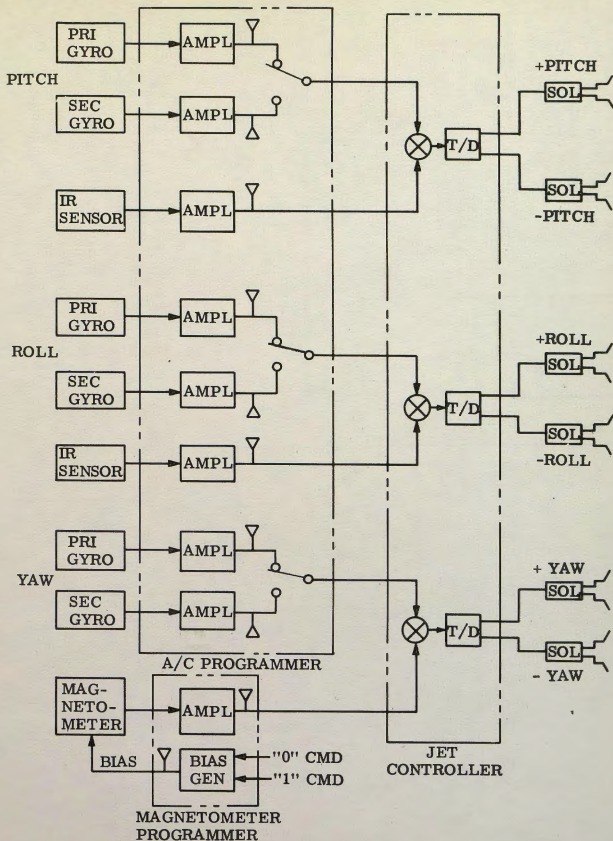 PRI
GYRO
AMPL
PITCH
SEC
GYRO
AMPL
IR
SENSOR
AMPL
T/D
+PITCH
SOL
SOL
-PITCH
PRI
GYRO
AMPL
ROLL
SEC
GYRO
AMPL
IR
SENSOR
AMPL
T/D
+ROLL
SOL
SOL
-ROLL
PRI
GYRO
AMPL
YAW
SEC
GYRO
AMPL
T/D
+ YAW
SOL
SOL
- YAW
A/C PROGRAMMER
MAG-
NETO-
METER
AMPL
BIAS
BIAS
GEN
"0" CMD
"1" CMD
MAGNETOMETER
PROGRAMMER
JET
CONTROLLER